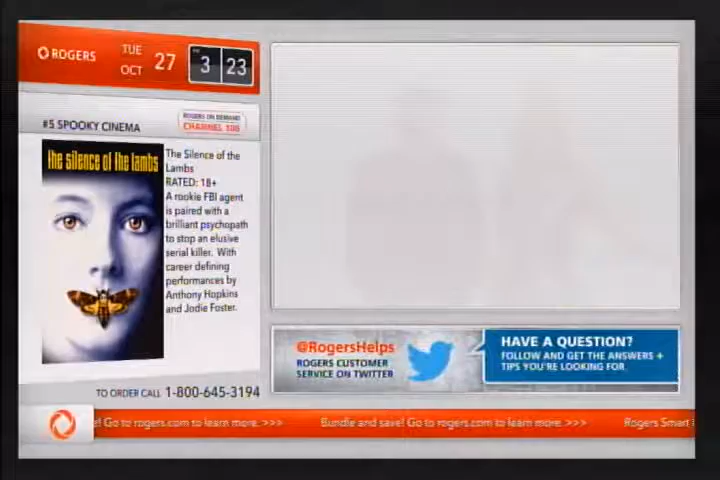 ROGERS
TUE
OCT
27
3 23
#5 SPOOKY CINEMA
ROGERS ON DEMAND
CHANNEL 100
the silence of the lambs
The Silence of the
Lambs
RATED: 18+
A rookie FBI agent
is paired with a
brilliant psychopath
to stop an elusive
serial killer. With
career defining
performances by
Anthony Hopkins
and Jodie Foster.
TO ORDER CALL 1-800-645-3194
@RogersHelps
ROGERS CUSTOMER
SERVICE ON TWITTER
HAVE A QUESTION?
FOLLOW AND GET THE ANSWERS +
TIPS YOU'RE LOOKING FOR.
! Go to rogers.com to learn more. >>> Bundle and save! Go to rogers.com to learn more. >>> Rogers Smart